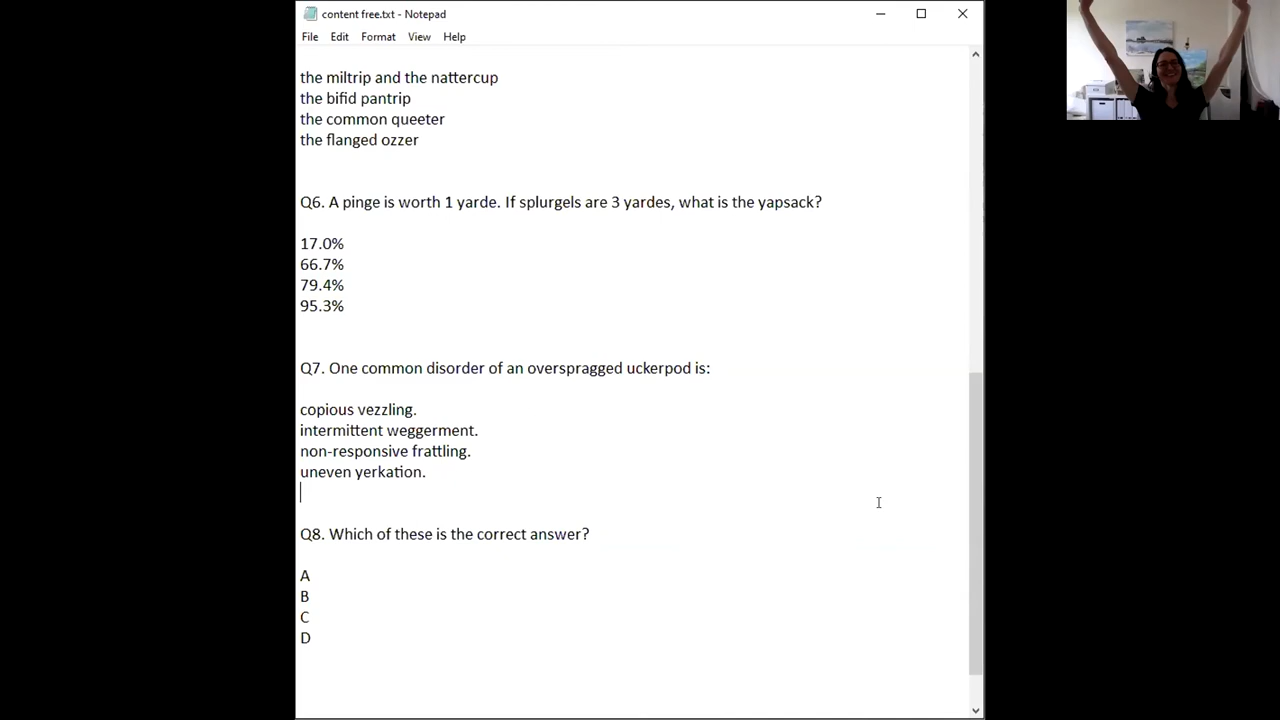 content free.txt - Notepad
File Edit Format View Help
the miltrip and the nattercup
the bifid pantrip
the common queeter
the flanged ozzer
Q6. A pinge is worth 1 yarde. If splurgels are 3 yardes, what is the yapsack?
17.0%
66.7%
79.4%
95.3%
Q7. One common disorder of an overspragged uckerpod is:
copious vezzling.
intermittent weggerment.
non-responsive frattling.
uneven yerkation.
Q8. Which of these is the correct answer?
A
B
C
D